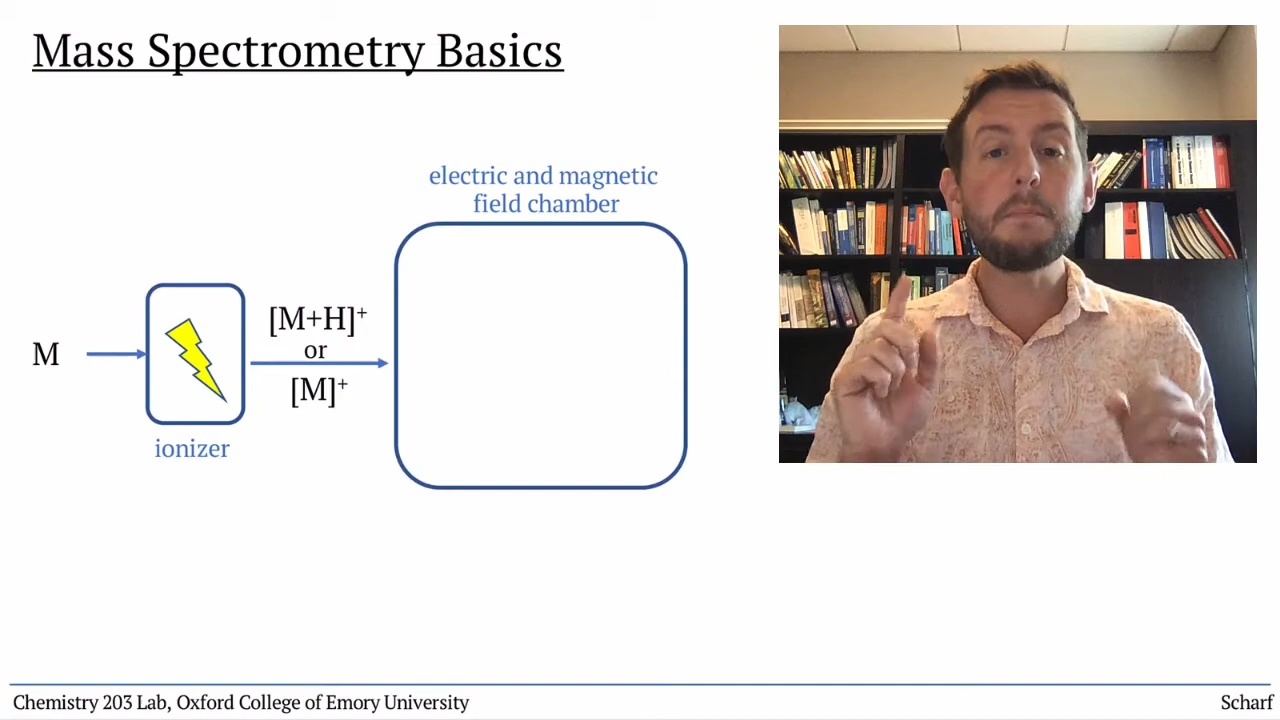 Mass Spectrometry Basics
electric and magnetic
field chamber
M
[M+H]⁺
or
[M]⁺
ionizer
Chemistry 203 Lab, Oxford College of Emory University
Scharf